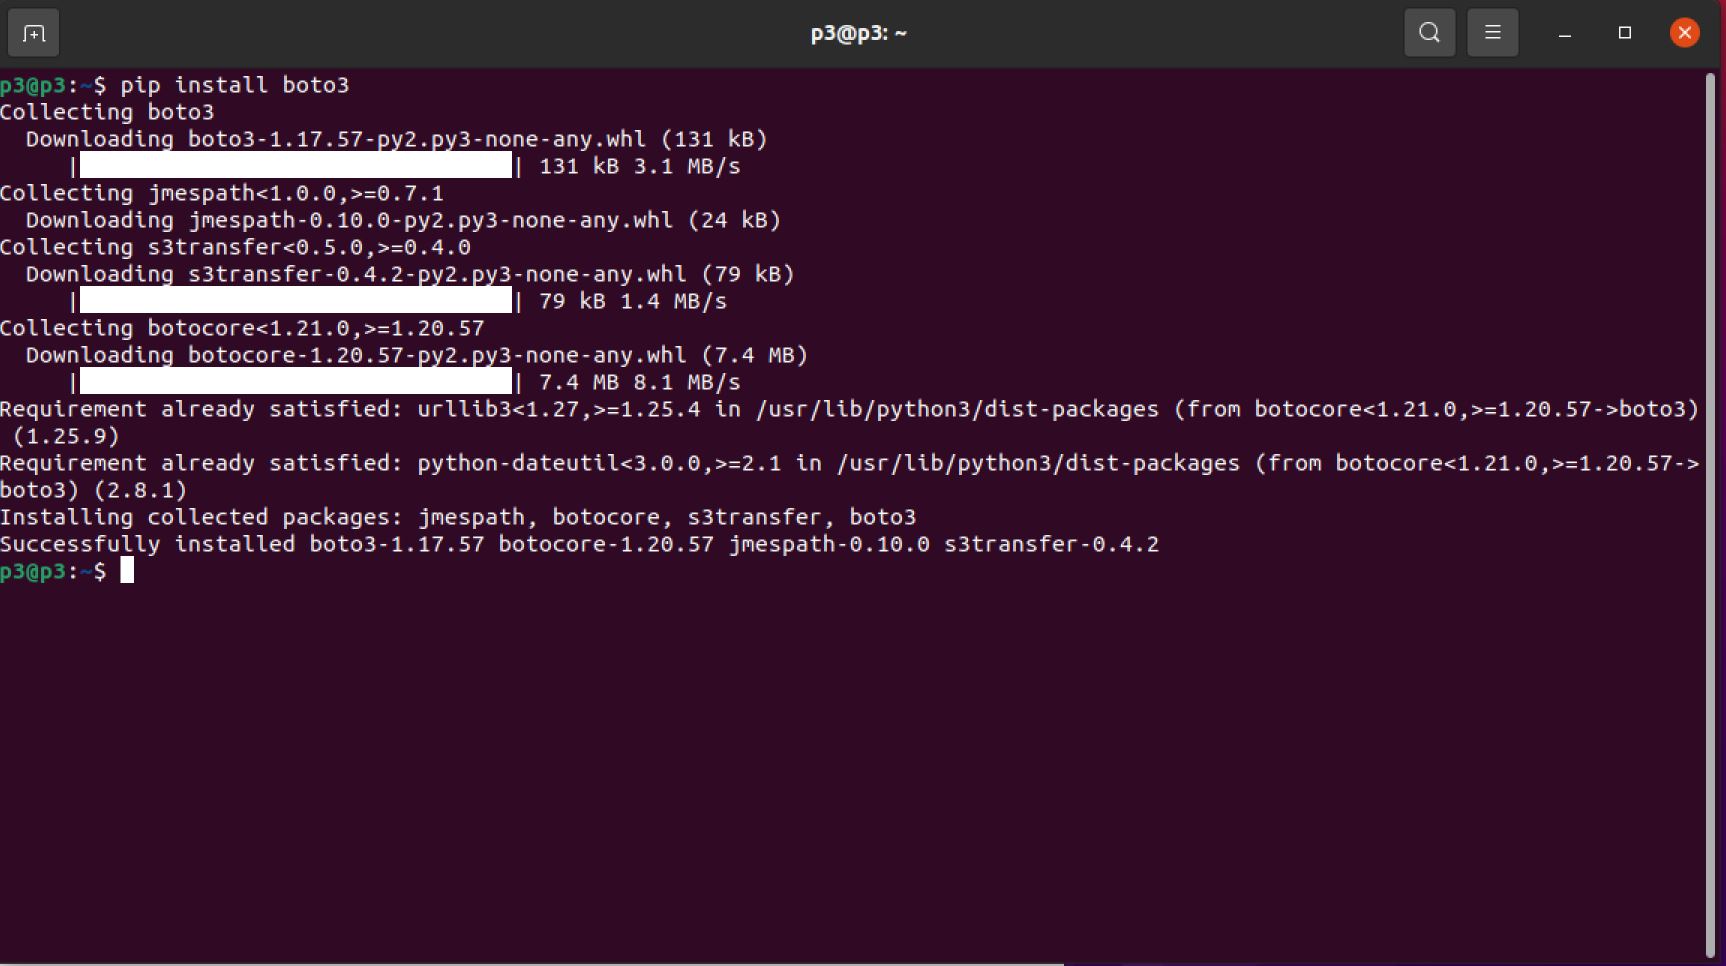 p3@p3: ~
p3@p3:~$ pip install boto3
Collecting boto3
  Downloading boto3-1.17.57-py2.py3-none-any.whl (131 kB)
     |████████████████████████████████| 131 kB 3.1 MB/s
Collecting jmespath<1.0.0,>=0.7.1
  Downloading jmespath-0.10.0-py2.py3-none-any.whl (24 kB)
Collecting s3transfer<0.5.0,>=0.4.0
  Downloading s3transfer-0.4.2-py2.py3-none-any.whl (79 kB)
     |████████████████████████████████| 79 kB 1.4 MB/s
Collecting botocore<1.21.0,>=1.20.57
  Downloading botocore-1.20.57-py2.py3-none-any.whl (7.4 MB)
     |████████████████████████████████| 7.4 MB 8.1 MB/s
Requirement already satisfied: urllib3<1.27,>=1.25.4 in /usr/lib/python3/dist-packages (from botocore<1.21.0,>=1.20.57->boto3)
 (1.25.9)
Requirement already satisfied: python-dateutil<3.0.0,>=2.1 in /usr/lib/python3/dist-packages (from botocore<1.21.0,>=1.20.57->
boto3) (2.8.1)
Installing collected packages: jmespath, botocore, s3transfer, boto3
Successfully installed boto3-1.17.57 botocore-1.20.57 jmespath-0.10.0 s3transfer-0.4.2
p3@p3:~$